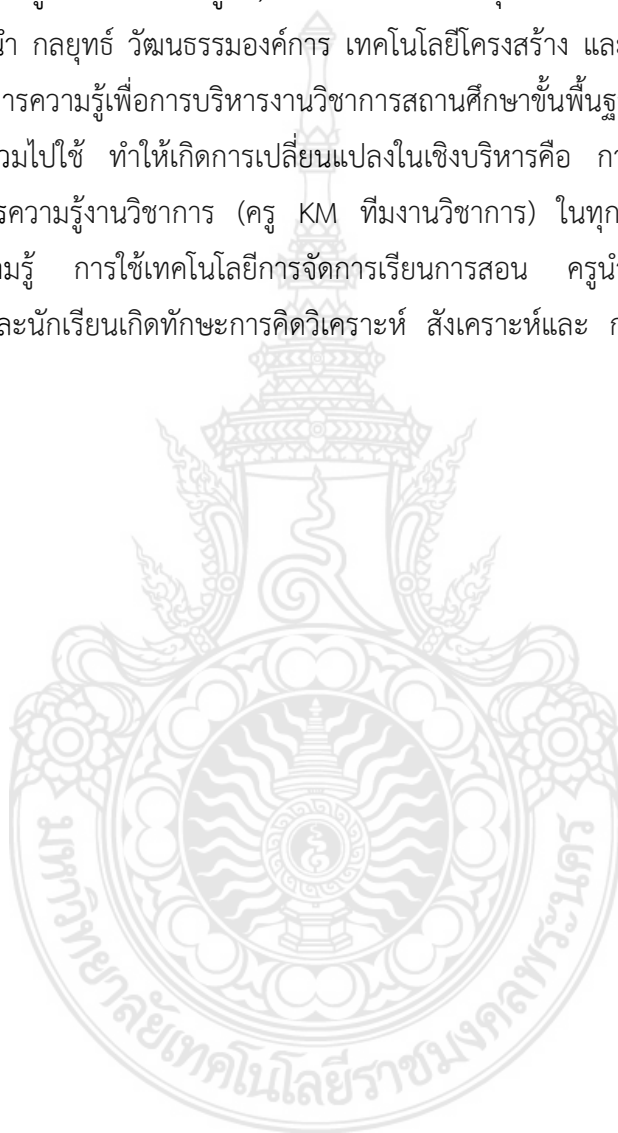 นำ กลยุทธ์ วัฒนธรรมองค์การ เทคโนโลยีโครงสร้าง และ
การความรู้เพื่อการบริหารงานวิชาการสถานศึกษาขั้นพื้นฐ
วมไปใช้ ทำให้เกิดการเปลี่ยนแปลงในเชิงบริหารคือ กา
รความรู้งานวิชาการ (ครู KM ทีมงานวิชาการ) ในทุก
ามรู้ การใช้เทคโนโลยีการจัดการเรียนการสอน ครูนำ
ละนักเรียนเกิดทักษะการคิดวิเคราะห์ สังเคราะห์และ ก
มหาวิทยาลัยเทคโนโลยีราชมงคลพระนคร